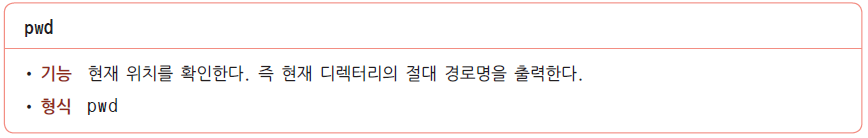 pwd
• 기능 현재 위치를 확인한다. 즉 현재 디렉터리의 절대 경로명을 출력한다.
• 형식 pwd